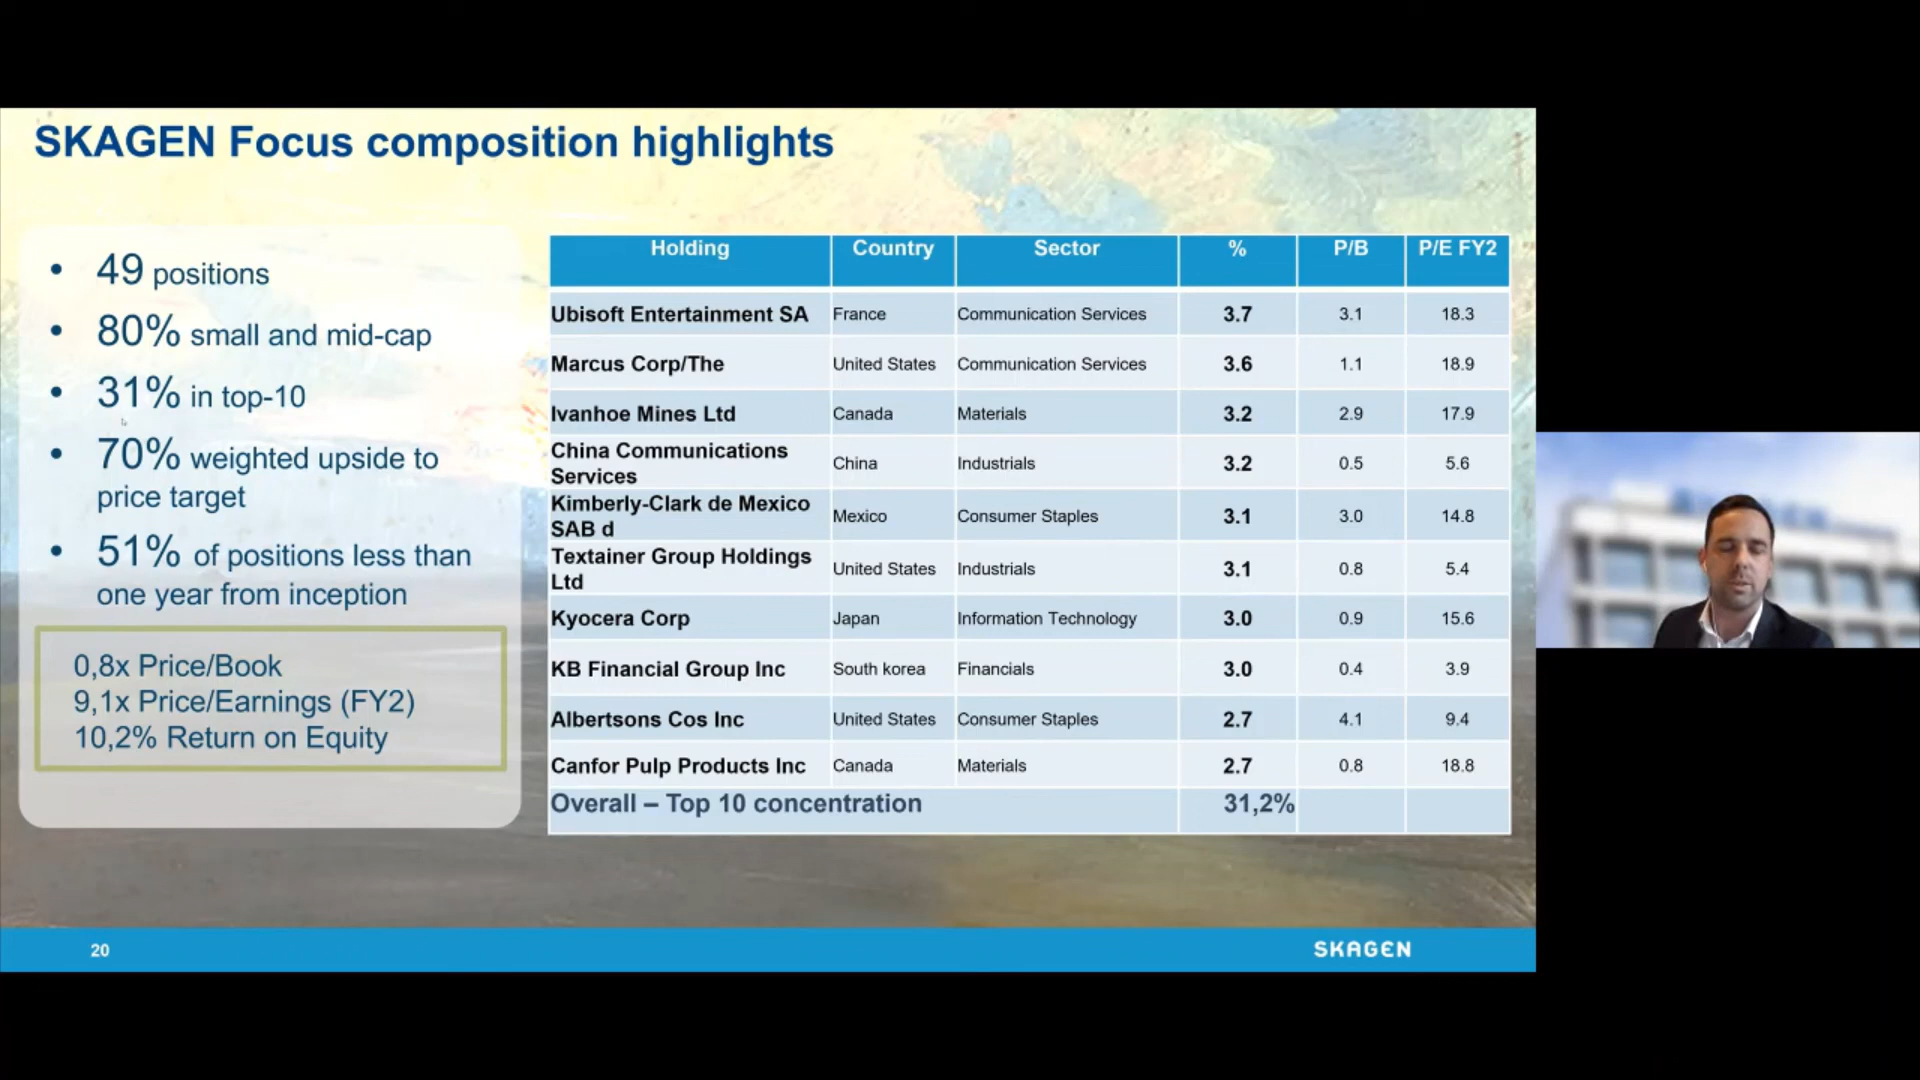 SKAGEN Focus composition highlights
• 49 positions
• 80% small and mid-cap
• 31% in top-10
• 70% weighted upside to
price target
• 51% of positions less than
one year from inception
0,8x Price/Book
9,1x Price/Earnings (FY2)
10,2% Return on Equity
Holding Country Sector % P/B P/E FY2
Ubisoft Entertainment SA France Communication Services 3.7 3.1 18.3
Marcus Corp/The United States Communication Services 3.6 1.1 18.9
Ivanhoe Mines Ltd Canada Materials 3.2 2.9 17.9
China Communications
Services China Industrials 3.2 0.5 5.6
Kimberly-Clark de Mexico
SAB d Mexico Consumer Staples 3.1 3.0 14.8
Textainer Group Holdings
Ltd United States Industrials 3.1 0.8 5.4
Kyocera Corp Japan Information Technology 3.0 0.9 15.6
KB Financial Group Inc South korea Financials 3.0 0.4 3.9
Albertsons Cos Inc United States Consumer Staples 2.7 4.1 9.4
Canfor Pulp Products Inc Canada Materials 2.7 0.8 18.8
Overall – Top 10 concentration 31,2%
20
SKAGEN